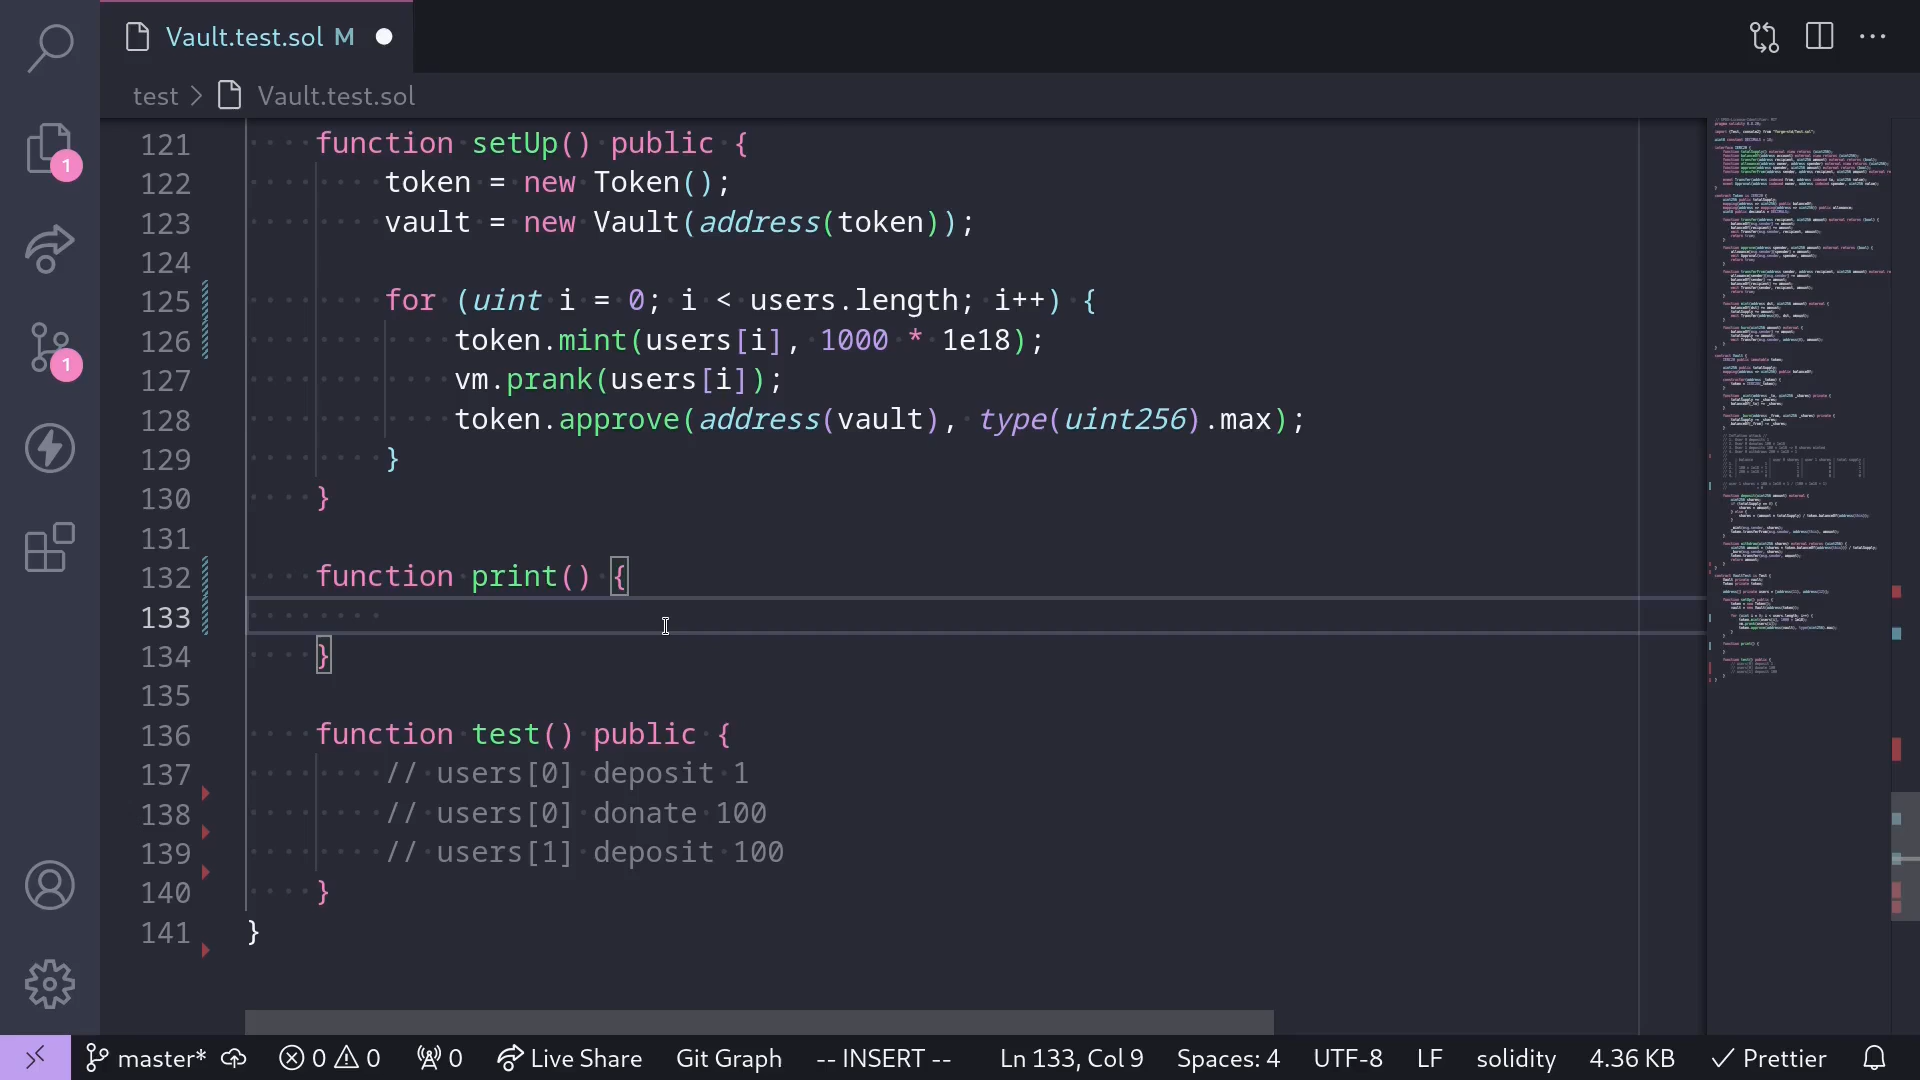 Vault.test.sol M
test > Vault.test.sol
121 function setUp() public {
122 token = new Token();
123 vault = new Vault(address(token));
124
125 for (uint i = 0; i < users.length; i++) {
126 token.mint(users[i], 1000 * 1e18);
127 vm.prank(users[i]);
128 token.approve(address(vault), type(uint256).max);
129 }
130 }
131
132 function print() {
133
134 }
135
136 function test() public {
137 // users[0] deposit 1
138 // users[0] donate 100
139 // users[1] deposit 100
140 }
141 }
1
1
master* 0 0 0 Live Share Git Graph -- INSERT -- Ln 133, Col 9 Spaces: 4 UTF-8 LF solidity 4.36 KB Prettier